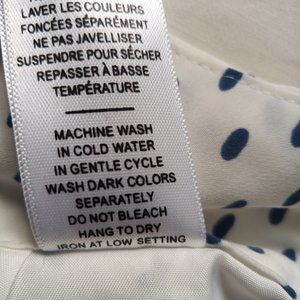 LAVER LES COULEURS
FONCÉES SÉPARÉMENT
NE PAS JAVELLISER
SUSPENDRE POUR SÉCHER
REPASSER À BASSE
TEMPÉRATURE
MACHINE WASH
IN COLD WATER
IN GENTLE CYCLE
WASH DARK COLORS
SEPARATELY
DO NOT BLEACH
HANG TO DRY
IRON AT LOW SETTING